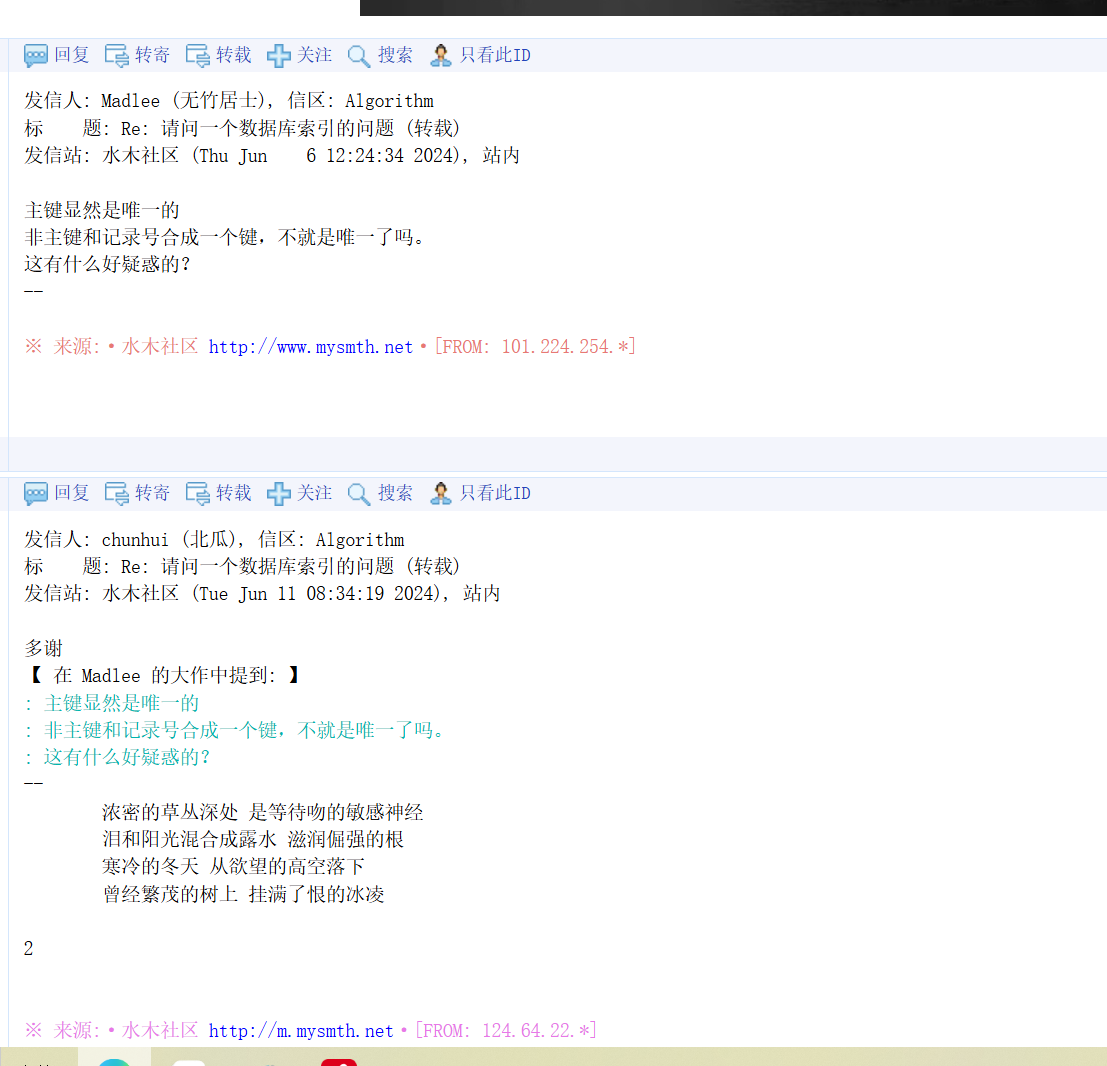 回复 转寄 转载 关注 搜索 只看此ID
发信人: Madlee (无竹居士), 信区: Algorithm
标    题: Re: 请问一个数据库索引的问题 (转载)
发信站: 水木社区 (Thu Jun    6 12:24:34 2024), 站内
主键显然是唯一的
非主键和记录号合成一个键，不就是唯一了吗。
这有什么好疑惑的？
--
※ 来源:·水木社区 http://www.mysmth.net·[FROM: 101.224.254.*]
回复 转寄 转载 关注 搜索 只看此ID
发信人: chunhui (北瓜), 信区: Algorithm
标    题: Re: 请问一个数据库索引的问题 (转载)
发信站: 水木社区 (Tue Jun 11 08:34:19 2024), 站内
多谢
【 在 Madlee 的大作中提到: 】
: 主键显然是唯一的
: 非主键和记录号合成一个键，不就是唯一了吗。
: 这有什么好疑惑的？
--
浓密的草丛深处 是等待吻的敏感神经
泪和阳光混合成露水 滋润倔强的根
寒冷的冬天 从欲望的高空落下
曾经繁茂的树上 挂满了恨的冰凌
2
※ 来源:·水木社区 http://m.mysmth.net·[FROM: 124.64.22.*]